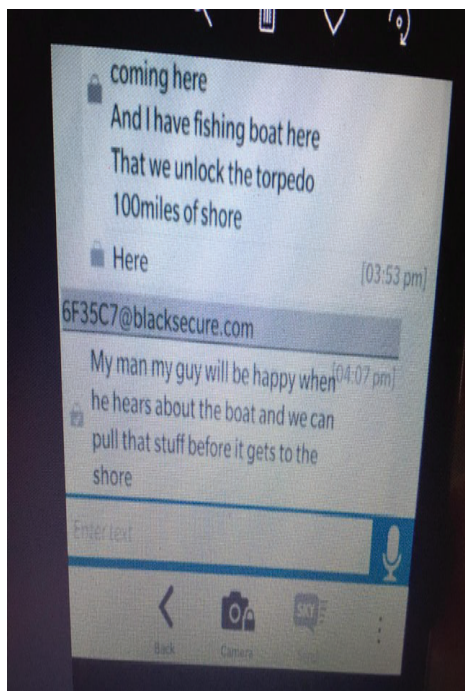 coming here
And I have fishing boat here
That we unlock the torpedo
100miles of shore
Here
[03:53 pm]
6F35C7@blacksecure.com
My man my guy will be happy when
[04:07 pm]
he hears about the boat and we can
pull that stuff before it gets to the
shore
Enter text
SKY
Back
Camera